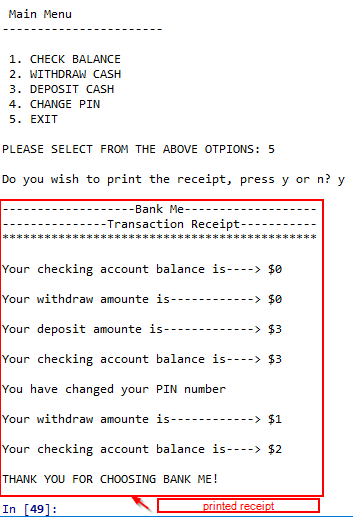 Main Menu
-----------------------
1. CHECK BALANCE
2. WITHDRAW CASH
3. DEPOSIT CASH
4. CHANGE PIN
5. EXIT
PLEASE SELECT FROM THE ABOVE OTPIONS: 5
Do you wish to print the receipt, press y or n? y
-------------------Bank Me-------------------
---------------Transaction Receipt-----------
*********************************************
Your checking account balance is----> $0
Your withdraw amounte is------------> $0
Your deposit amounte is-------------> $3
Your checking account balance is----> $3
You have changed your PIN number
Your withdraw amounte is------------> $1
Your checking account balance is----> $2
THANK YOU FOR CHOOSING BANK ME!
printed receipt
In [49]: